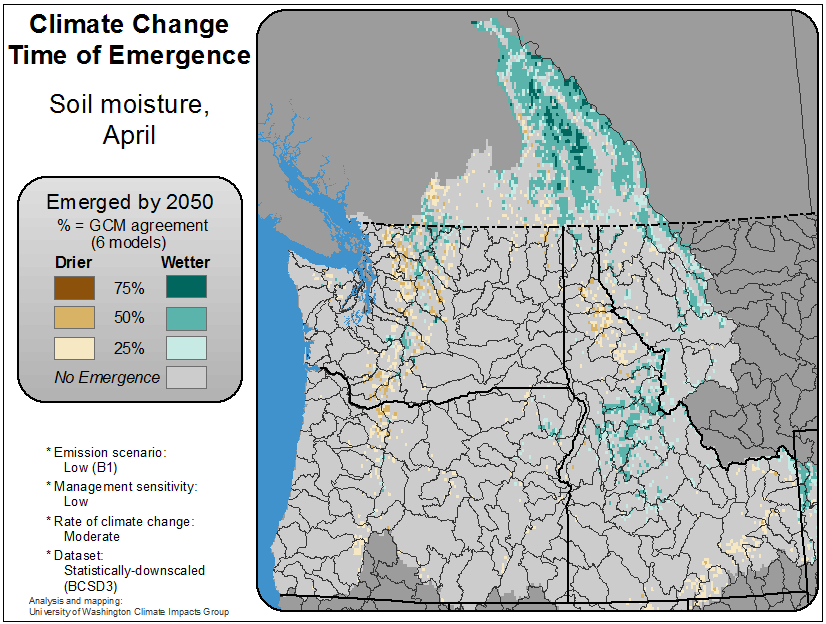 Climate Change
Time of Emergence
Soil moisture,
April
Emerged by 2050
% = GCM agreement
(6 models)
Drier Wetter
75%
50%
25%
No Emergence
* Emission scenario:
Low (B1)
* Management sensitivity:
Low
* Rate of climate change:
Moderate
* Dataset:
Statistically-downscaled
(BCSD3)
Analysis and mapping:
University of Washington Climate Impacts Group